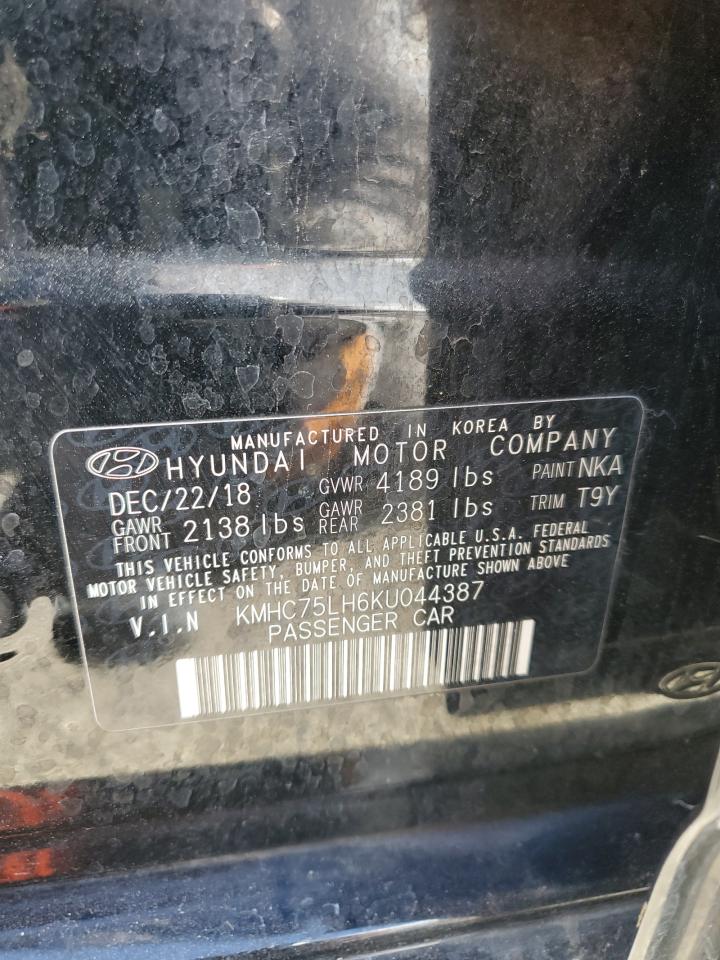 MANUFACTURED IN KOREA BY
HYUNDAI MOTOR COMPANY
DEC/22/18 GVWR 4189 lbs PAINT NKA
GAWR FRONT 2138 lbs GAWR REAR 2381 lbs TRIM T9Y
THIS VEHICLE CONFORMS TO ALL APPLICABLE U.S.A. FEDERAL
MOTOR VEHICLE SAFETY, BUMPER, AND THEFT PREVENTION STANDARDS
IN EFFECT ON THE DATE OF MANUFACTURE SHOWN ABOVE
V.I.N KMHC75LH6KU044387
PASSENGER CAR